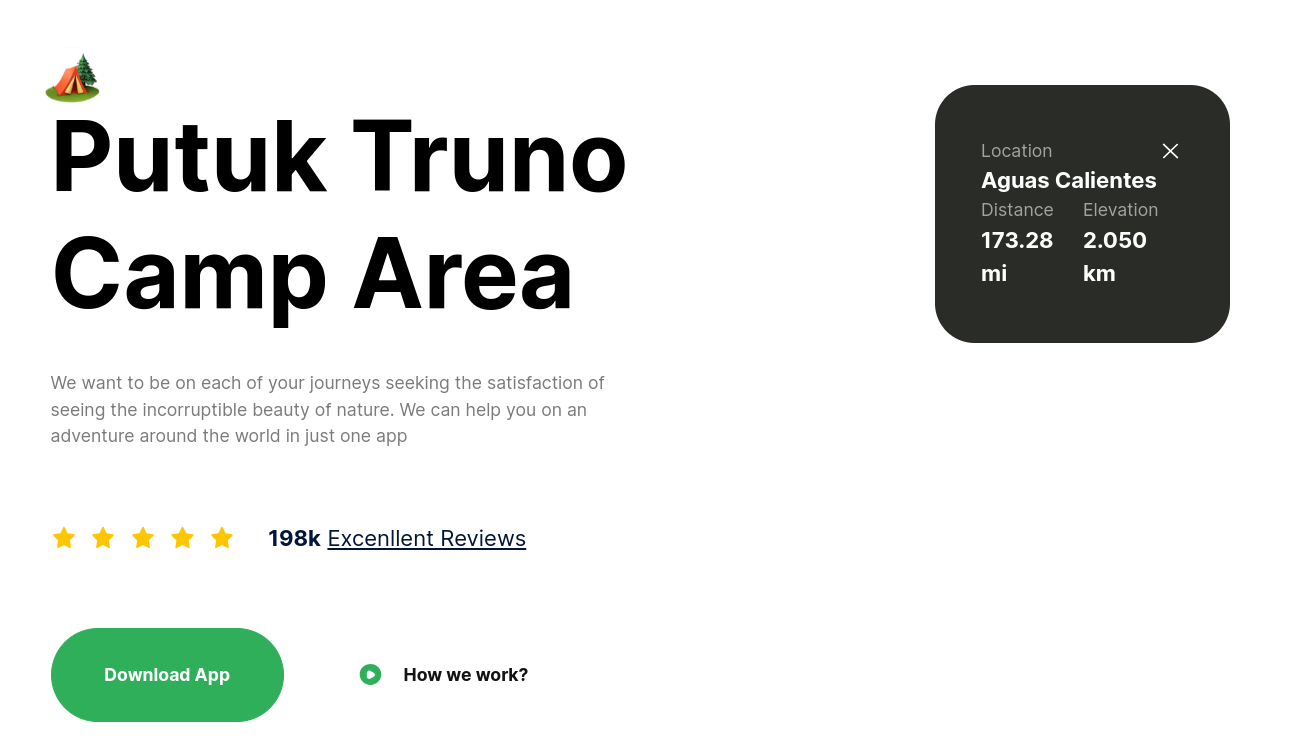 Putuk Truno
Camp Area
We want to be on each of your journeys seeking the satisfaction of
seeing the incorruptible beauty of nature. We can help you on an
adventure around the world in just one app
198k Excenllent Reviews
Download App
How we work?
Location
Aguas Calientes
Distance
Elevation
173.28
mi
2.050
km